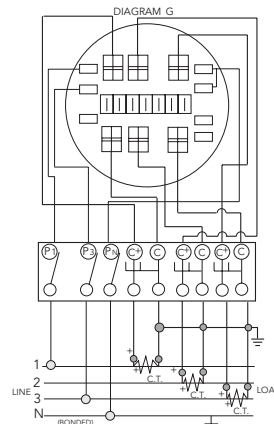 DIAGRAM G
P1 P3 PN C+ C C+ C C+ C
+
1
C.T.
+
LINE 2
C.T.
LOA
+
3
C.T.
N
(BONDED)